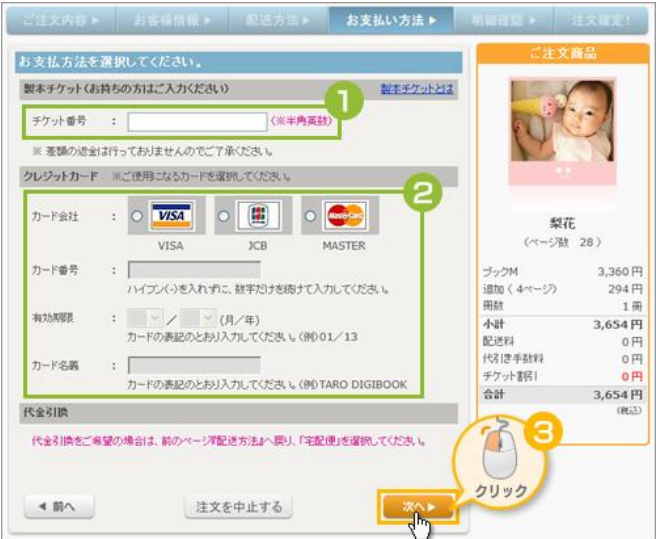 ご注文内容▶ お客様情報▶ 配送方法▶ お支払い方法▶ 明細確認▶ 注文確定!
お支払方法を選択してください。
製本チケット(お持ちの方はご入力ください) 製本チケットとは
1
チケット番号 : (※半角英数)
※ 差額の返金は行っておりませんのでご了承ください。
クレジットカード ※ご使用になるカードを選択してください。
2
カード会社 : VISA JCB MasterCard
VISA JCB MASTER
カード番号 :
ハイフン(-)を入れずに、数字だけを続けて入力してください。
有効期限 : / (月/年)
カードの表記のとおり入力してください。(例)01/13
カード名義 :
カードの表記のとおり入力してください。(例)TARO DIGIBOOK
代金引換
代金引換をご希望の場合は、前のページ『配送方法』へ戻り、「宅配便」を選択してください。
◀ 前へ 注文を中止する 次へ▶
3
クリック
ご注文商品
梨花
(ページ数 28)
ブックM 3,360 円
追加(4ページ) 294 円
冊数 1 冊
小計 3,654 円
配送料 0 円
代引き手数料 0 円
チケット割引 0 円
合計 3,654 円
(税込)